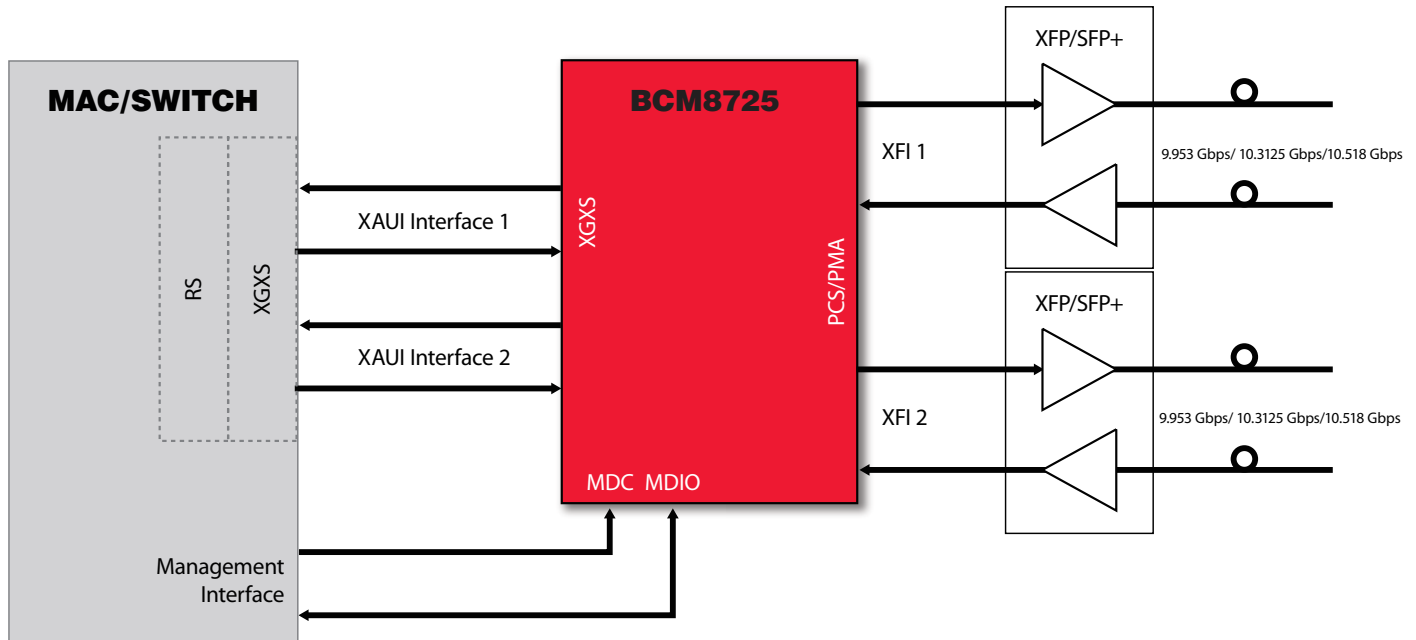 MAC/SWITCH
RS
XGXS
XAUI Interface 1
XAUI Interface 2
Management
Interface
BCM8725
XGXS
PCS/PMA
MDC MDIO
XFI 1
XFI 2
XFP/SFP+
9.953 Gbps/ 10.3125 Gbps/10.518 Gbps
XFP/SFP+
9.953 Gbps/ 10.3125 Gbps/10.518 Gbps